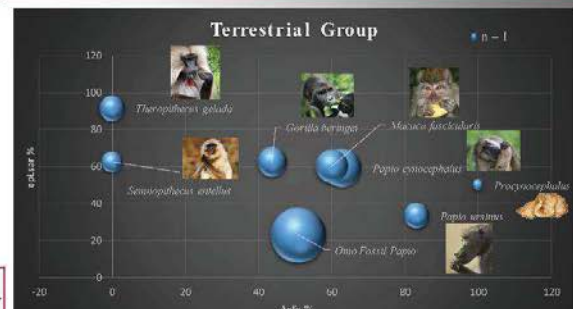 Terrestrial Group
n = 1
120
100
80
60
40
20
0
-20
0
20
40
60
80
100
120
Theropithecus gelada
Gorilla beringei
Macaca fascicularis
Semnopithecus entellus
Papio cynocephalus
Procynocephalus
Papio ursinus
Omo Fossil Papio